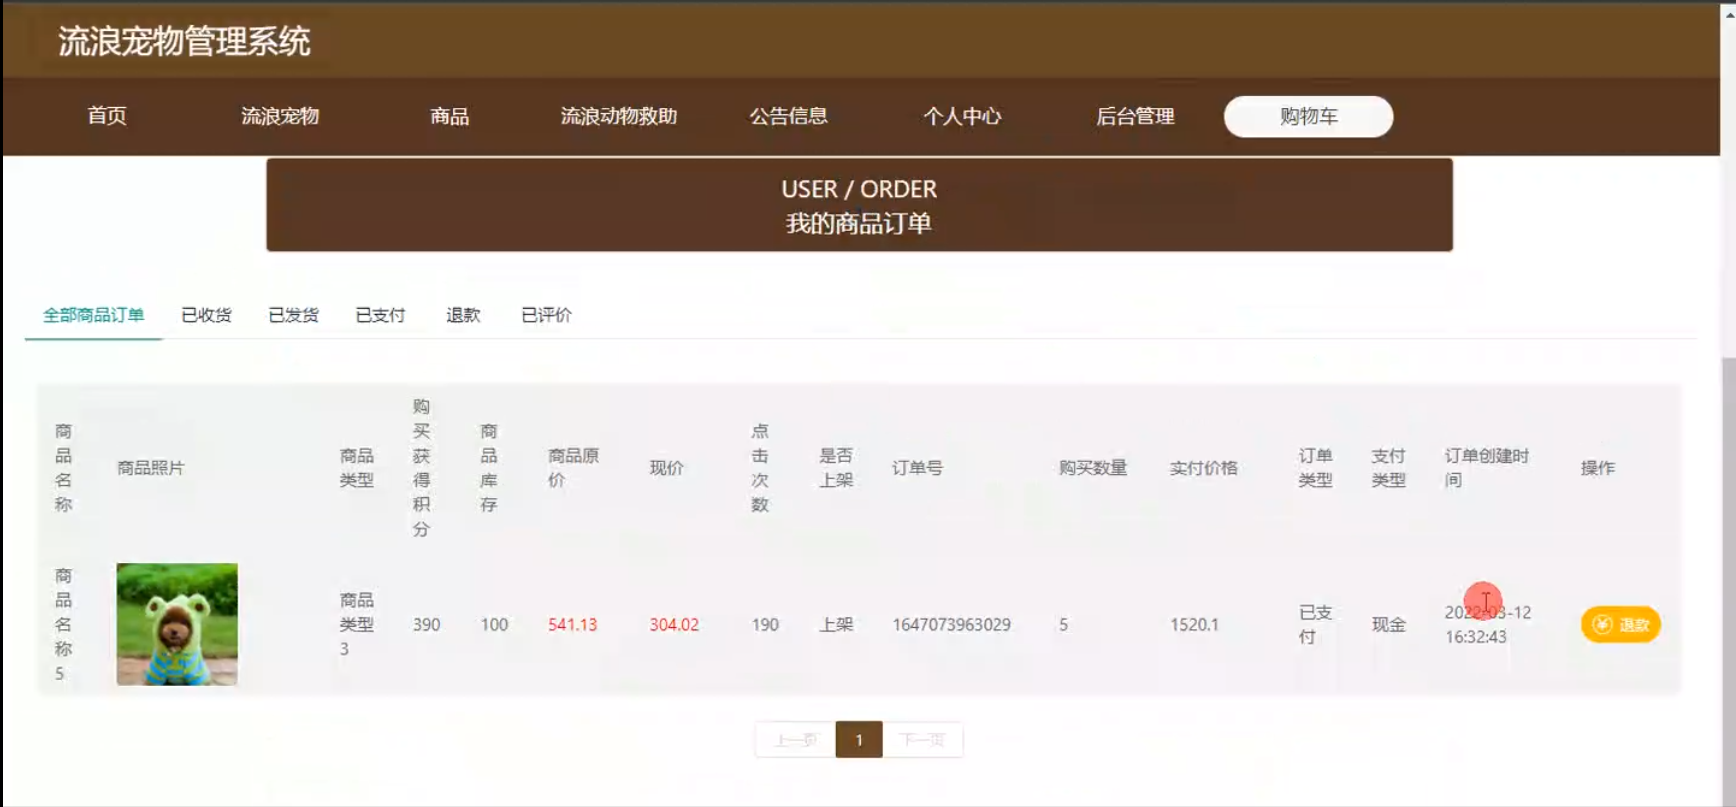 流浪宠物管理系统
首页 流浪宠物 商品 流浪动物救助 公告信息 个人中心 后台管理 购物车
USER / ORDER
我的商品订单
全部商品订单 已收货 已发货 已支付 退款 已评价
商品名称 商品照片 商品类型 购买获得积分 商品库存 商品原价 现价 点击次数 是否上架 订单号 购买数量 实付价格 订单类型 支付类型 订单创建时间 操作
商品名称5 商品类型3 390 100 541.13 304.02 190 上架 1647073963029 5 1520.1 已支付 现金 2022-03-12 16:32:43 退款
上一页 1 下一页